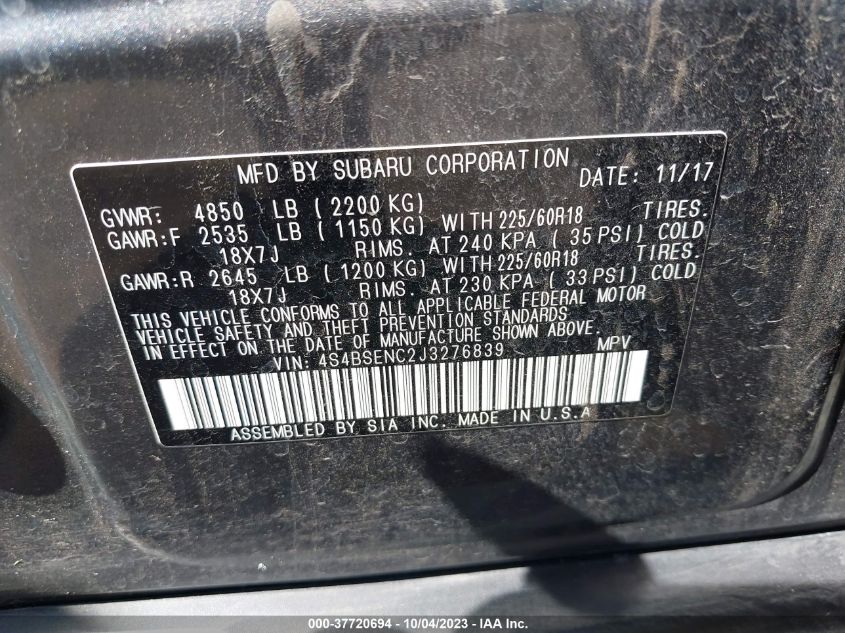 MFD BY SUBARU CORPORATION DATE: 11/17
GVWR: 4850 LB ( 2200 KG)
GAWR:F 2535 LB ( 1150 KG) WITH 225/60R18 TIRES.
18X7J RIMS. AT 240 KPA ( 35 PSI) COLD
GAWR:R 2645 LB ( 1200 KG) WITH 225/60R18 TIRES.
18X7J RIMS. AT 230 KPA ( 33 PSI) COLD
THIS VEHICLE CONFORMS TO ALL APPLICABLE FEDERAL MOTOR
VEHICLE SAFETY AND THEFT PREVENTION STANDARDS
IN EFFECT ON THE DATE OF MANUFACTURE SHOWN ABOVE.
VIN: 4S4BSENC2J3276839 MPV
ASSEMBLED BY SIA INC. MADE IN U.S.A
000-37720694 - 10/04/2023 - IAA Inc.